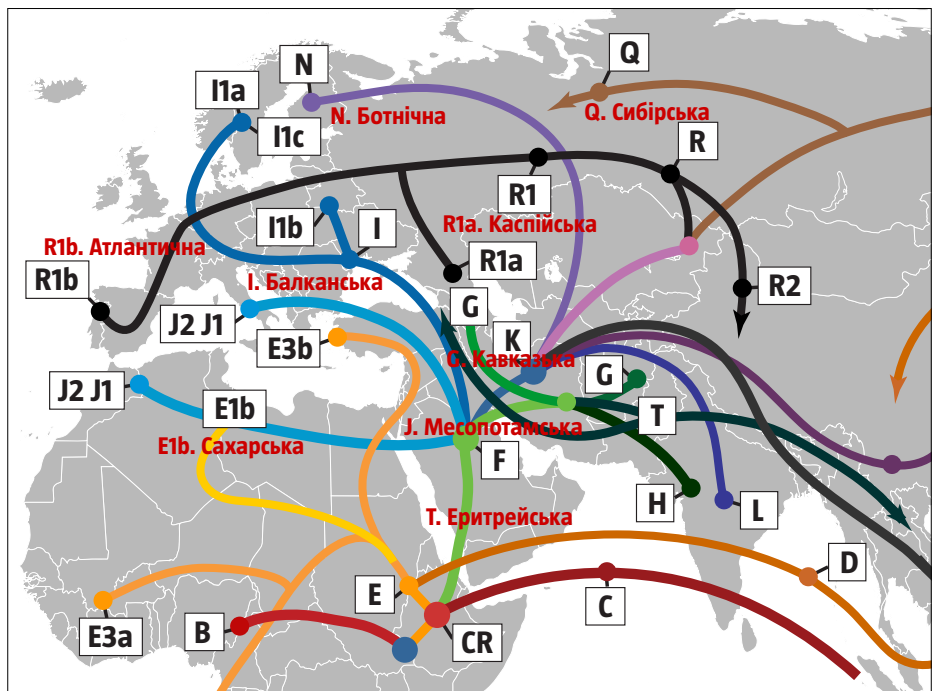 N
Q
I1a
N. Ботнічна
Q. Сибірська
I1c
R
R1
I1b
I
R1a. Каспійська
R1b. Атлантична
R1a
R1b
I. Балканська
R2
J2 J1
G
E3b
K
G. Кавказька
G
J2 J1
E1b
T
J. Месопотамська
E1b. Сахарська
F
H
L
T. Еритрейська
E
D
C
E3a
B
CR